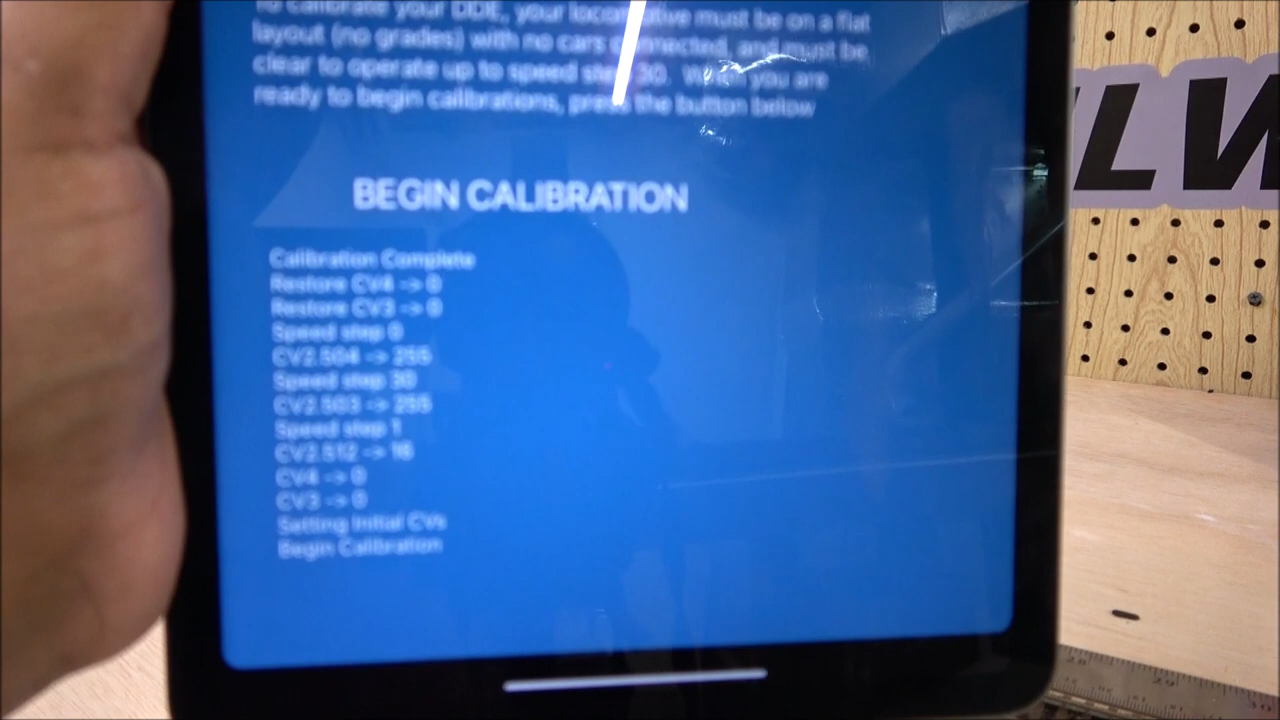 To calibrate your DDE, your locomotive must be on a flat
layout (no grades) with no cars connected, and must be
clear to operate up to speed step 30. When you are
ready to begin calibrations, press the button below
BEGIN CALIBRATION
Calibration Complete
Restore CV4 -> 0
Restore CV3 -> 0
Speed step 0
CV2.504 -> 255
Speed step 30
CV2.503 -> 255
Speed step 1
CV2.512 -> 16
CV4 -> 0
CV3 -> 0
Setting Initial CVs
Begin Calibration
LW
28
29
30